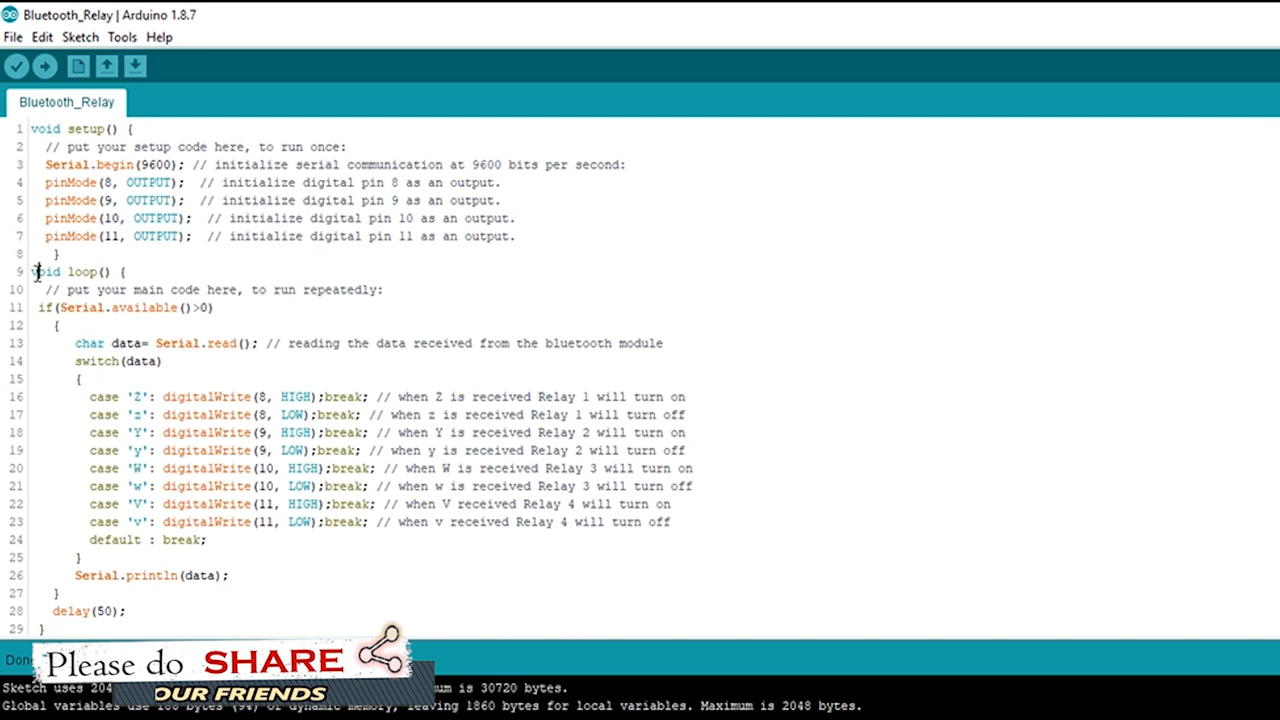 Bluetooth_Relay | Arduino 1.8.7
File Edit Sketch Tools Help
Bluetooth_Relay
1 void setup() {
2 // put your setup code here, to run once:
3 Serial.begin(9600); // initialize serial communication at 9600 bits per second:
4 pinMode(8, OUTPUT); // initialize digital pin 8 as an output.
5 pinMode(9, OUTPUT); // initialize digital pin 9 as an output.
6 pinMode(10, OUTPUT); // initialize digital pin 10 as an output.
7 pinMode(11, OUTPUT); // initialize digital pin 11 as an output.
8 }
9 void loop() {
10 // put your main code here, to run repeatedly:
11 if(Serial.available()>0)
12 {
13 char data= Serial.read(); // reading the data received from the bluetooth module
14 switch(data)
15 {
16 case 'Z': digitalWrite(8, HIGH);break; // when Z is received Relay 1 will turn on
17 case 'z': digitalWrite(8, LOW);break; // when z is received Relay 1 will turn off
18 case 'Y': digitalWrite(9, HIGH);break; // when Y is received Relay 2 will turn on
19 case 'y': digitalWrite(9, LOW);break; // when y is received Relay 2 will turn off
20 case 'W': digitalWrite(10, HIGH);break; // when W is received Relay 3 will turn on
21 case 'w': digitalWrite(10, LOW);break; // when w is received Relay 3 will turn off
22 case 'V': digitalWrite(11, HIGH);break; // when V received Relay 4 will turn on
23 case 'v': digitalWrite(11, LOW);break; // when v received Relay 4 will turn off
24 default : break;
25 }
26 Serial.println(data);
27 }
28 delay(50);
29 }
Please do SHARE
OUR FRIENDS
Sketch uses is 30720 bytes.
Global variables use bytes of dynamic memory, leaving 1860 bytes for local variables. Maximum is 2048 bytes.